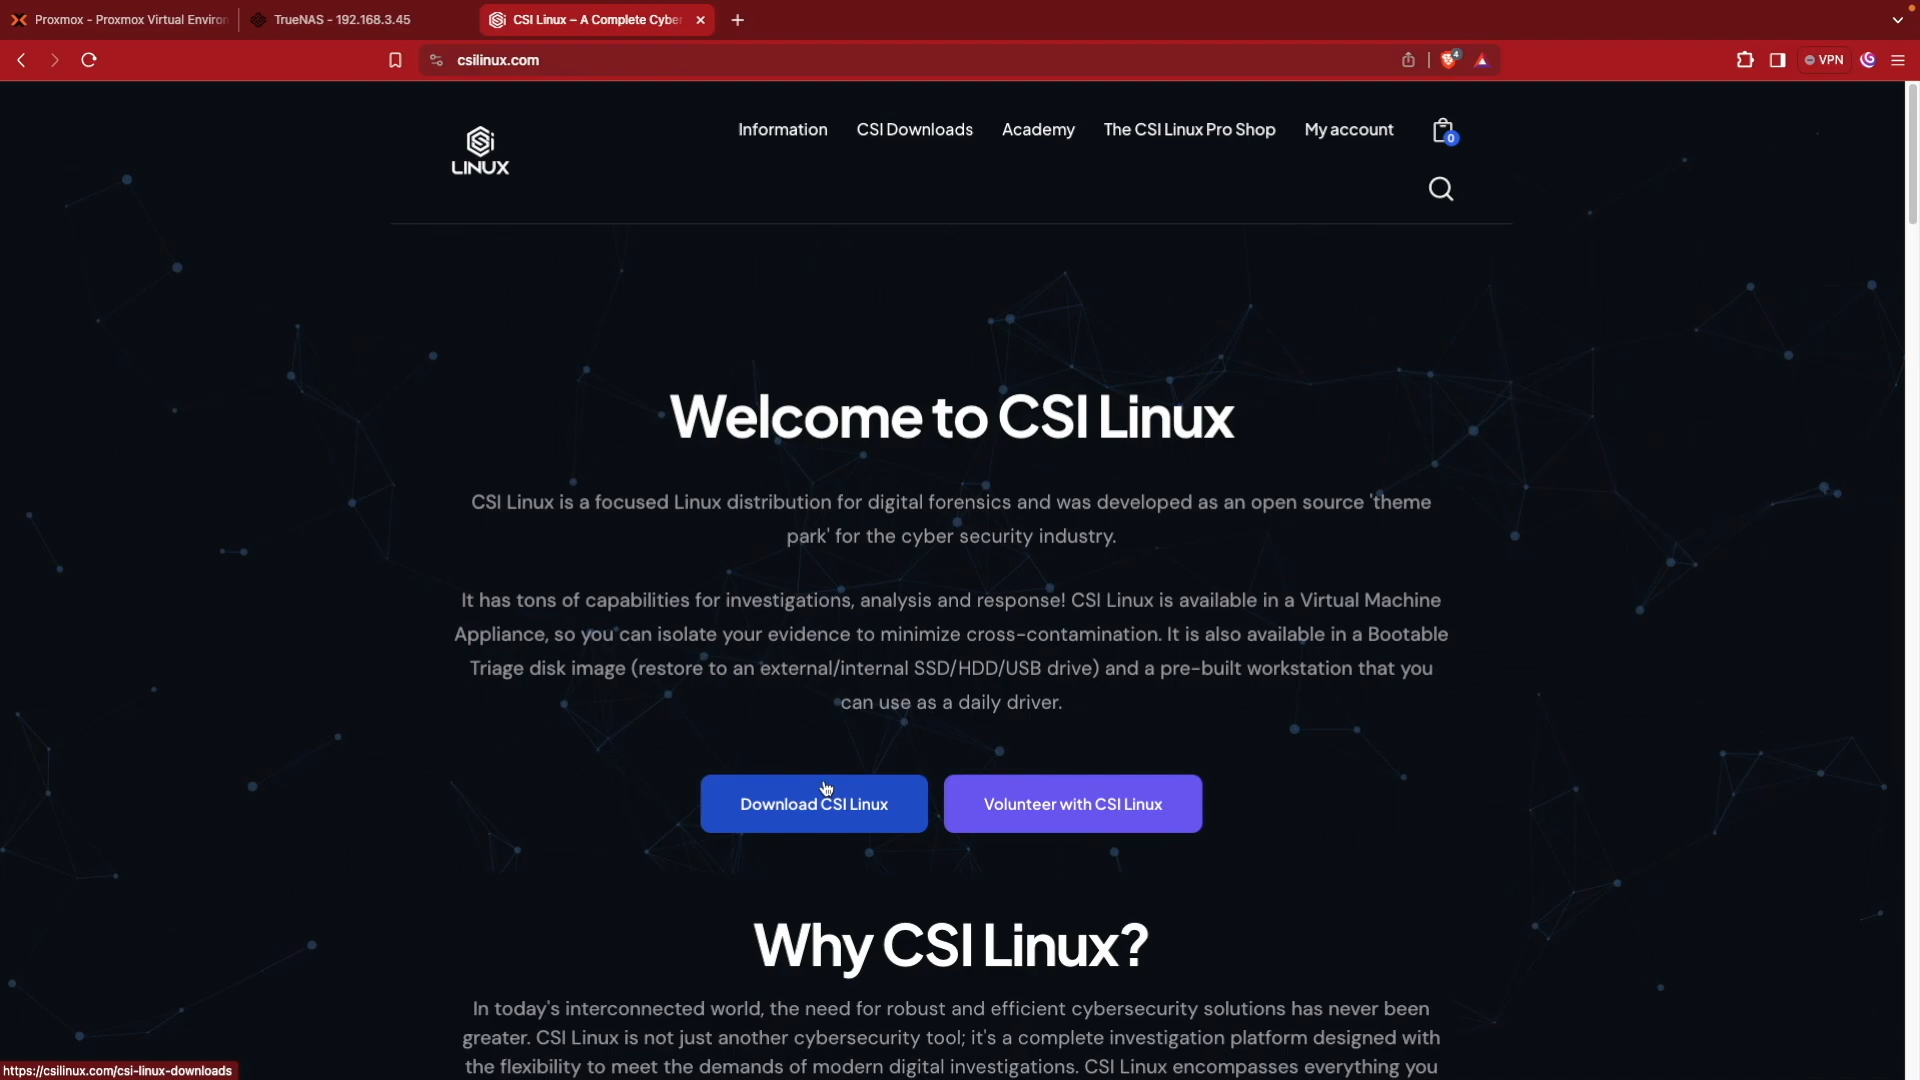 Proxmox - Proxmox Virtual Environ
TrueNAS - 192.168.3.45
CSI Linux – A Complete Cyber
csilinux.com
4
VPN
LINUX
Information
CSI Downloads
Academy
The CSI Linux Pro Shop
My account
0
Welcome to CSI Linux
CSI Linux is a focused Linux distribution for digital forensics and was developed as an open source 'theme
park' for the cyber security industry.
It has tons of capabilities for investigations, analysis and response! CSI Linux is available in a Virtual Machine
Appliance, so you can isolate your evidence to minimize cross-contamination. It is also available in a Bootable
Triage disk image (restore to an external/internal SSD/HDD/USB drive) and a pre-built workstation that you
can use as a daily driver.
Download CSI Linux
Volunteer with CSI Linux
Why CSI Linux?
In today's interconnected world, the need for robust and efficient cybersecurity solutions has never been
greater. CSI Linux is not just another cybersecurity tool; it's a complete investigation platform designed with
the flexibility to meet the demands of modern digital investigations. CSI Linux encompasses everything you
https://csilinux.com/csi-linux-downloads